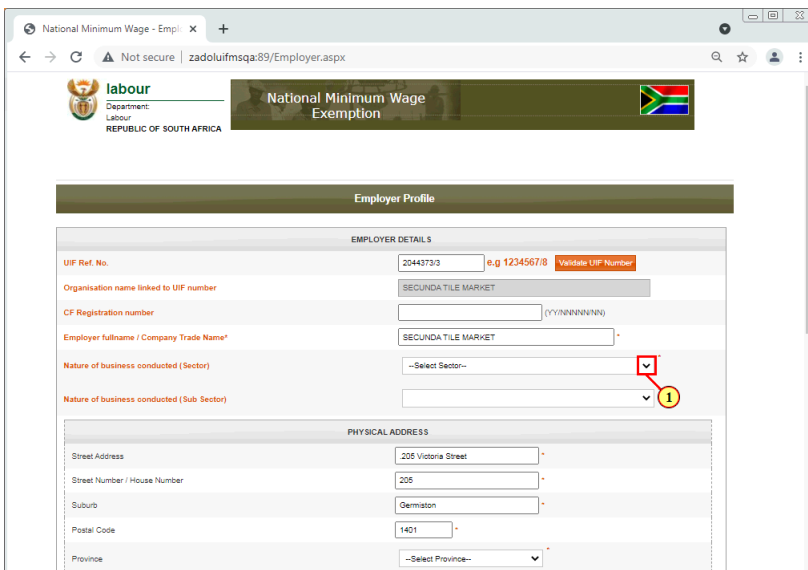 National Minimum Wage - Empl
Not secure | zadoluifmsqa:89/Employer.aspx
labour
Department:
Labour
REPUBLIC OF SOUTH AFRICA
National Minimum Wage
Exemption
Employer Profile
EMPLOYER DETAILS
UIF Ref. No. 2044373/3 e.g 1234567/8 Validate UIF Number
Organisation name linked to UIF number SECUNDA TILE MARKET
CF Registration number (YY/NNNNN/NN)
Employer fullname / Company Trade Name* SECUNDA TILE MARKET *
Nature of business conducted (Sector) --Select Sector-- *
1
Nature of business conducted (Sub Sector)
PHYSICAL ADDRESS
Street Address .205 Victoria Street *
Street Number / House Number 205 *
Suburb Germiston *
Postal Code 1401 *
Province --Select Province-- *